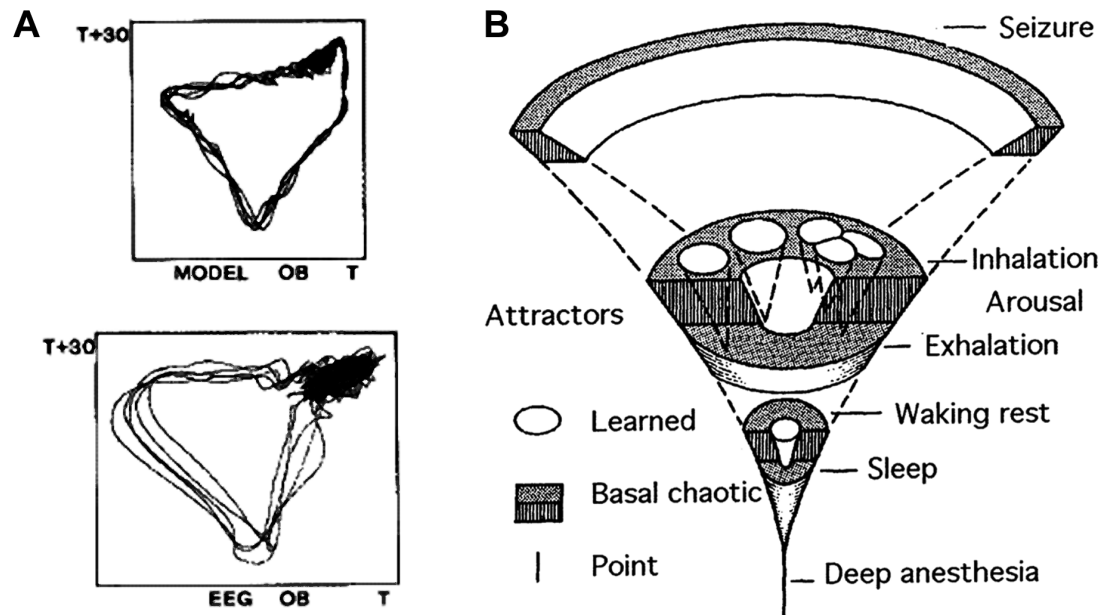 A
T+30
MODEL OB T
T+30
EEG OB T
B
Seizure
Inhalation
Arousal
Exhalation
Attractors
Waking rest
Learned
Sleep
Basal chaotic
Point
Deep anesthesia